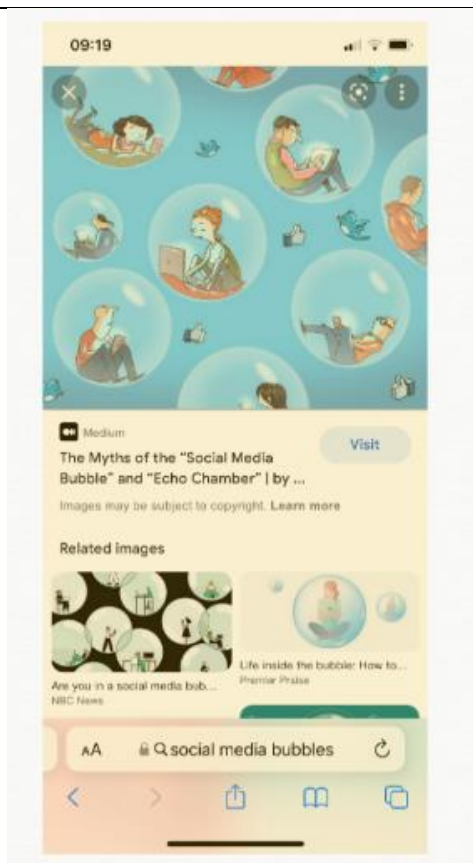 09:19
Medium
Visit
The Myths of the “Social Media
Bubble” and “Echo Chamber” | by ...
Images may be subject to copyright. Learn more
Related images
Are you in a social media bub...
NBC News
Life inside the bubble: How to...
Premier Praise
AA
social media bubbles